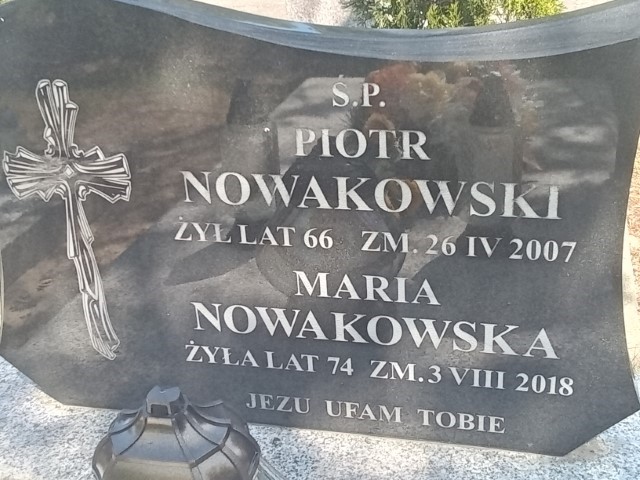 Ś.P.
PIOTR
NOWAKOWSKI
ŻYŁ LAT 66 ZM. 26 IV 2007
MARIA
NOWAKOWSKA
ŻYŁA LAT 74 ZM. 3 VIII 2018
JEZU UFAM TOBIE